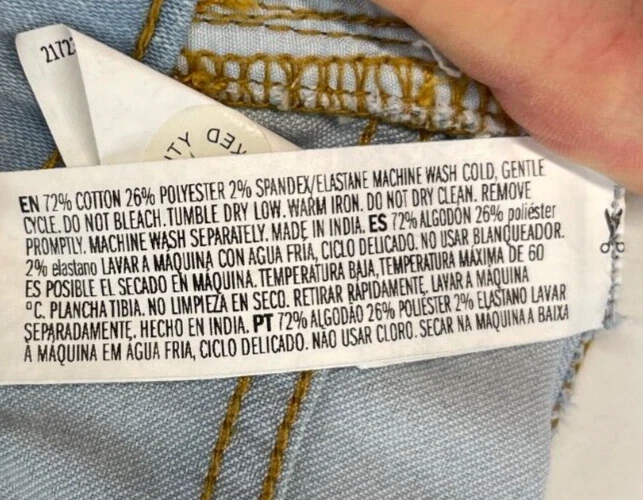 2172
EN 72% COTTON 26% POLYESTER 2% SPANDEX/ELASTANE MACHINE WASH COLD, GENTLE
CYCLE. DO NOT BLEACH. TUMBLE DRY LOW. WARM IRON. DO NOT DRY CLEAN. REMOVE
PROMPTLY. MACHINE WASH SEPARATELY. MADE IN INDIA. ES 72% ALGODÓN 26% poliéster
2% elastano LAVAR A MÁQUINA CON AGUA FRÍA, CICLO DELICADO. NO USAR BLANQUEADOR.
ES POSIBLE EL SECADO EN MÁQUINA. TEMPERATURA BAJA, TEMPERATURA MÁXIMA DE 60
°C. PLANCHA TIBIA. NO LIMPIEZA EN SECO. RETIRAR RÁPIDAMENTE, LAVAR A MÁQUINA
SEPARADAMENTE, HECHO EN INDIA. PT 72% ALGODÃO 26% POLIÉSTER 2% ELASTANO LAVAR
À MÁQUINA EM ÁGUA FRIA, CICLO DELICADO. NÃO USAR CLORO. SECAR NA MÁQUINA A BAIXA